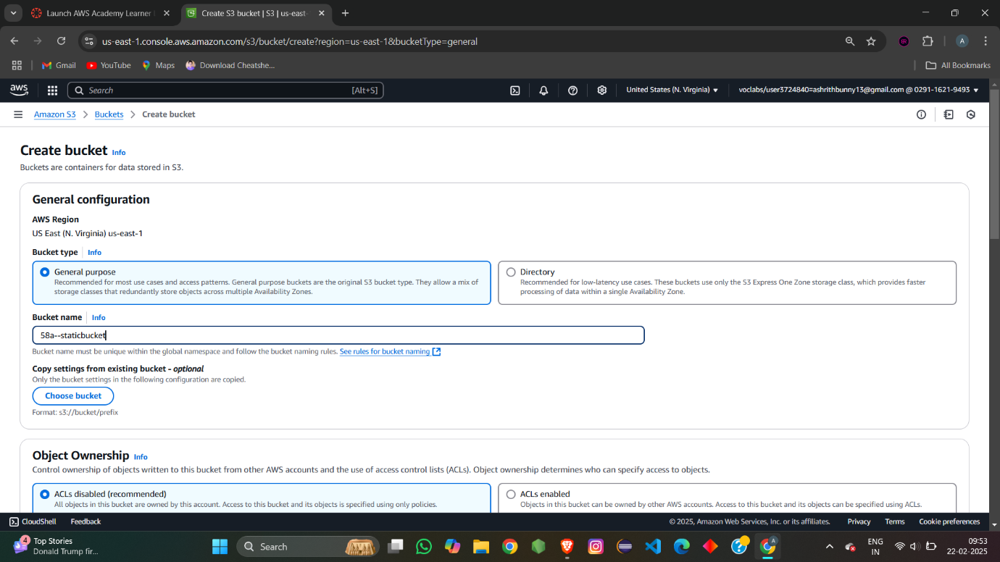 Launch AWS Academy Learner
Create S3 bucket | S3 | us-east-
us-east-1.console.aws.amazon.com/s3/bucket/create?region=us-east-1&bucketType=general
A
Gmail
YouTube
Maps
Download Cheatshe...
All Bookmarks
aws
Search
[Alt+S]
United States (N. Virginia)
voclabs/user3724840=ashrithbunny13@gmail.com @ 0291-1621-9493
Amazon S3
Buckets
Create bucket
Create bucket Info
Buckets are containers for data stored in S3.
General configuration
AWS Region
US East (N. Virginia) us-east-1
Bucket type Info
General purpose
Recommended for most use cases and access patterns. General purpose buckets are the original S3 bucket type. They allow a mix of
storage classes that redundantly store objects across multiple Availability Zones.
Directory
Recommended for low-latency use cases. These buckets use only the S3 Express One Zone storage class, which provides faster
processing of data within a single Availability Zone.
Bucket name Info
58a--staticbucket
Bucket name must be unique within the global namespace and follow the bucket naming rules. See rules for bucket naming
Copy settings from existing bucket - optional
Only the bucket settings in the following configuration are copied.
Choose bucket
Format: s3://bucket/prefix
Object Ownership Info
Control ownership of objects written to this bucket from other AWS accounts and the use of access control lists (ACLs). Object ownership determines who can specify access to objects.
ACLs disabled (recommended)
All objects in this bucket are owned by this account. Access to this bucket and its objects is specified using only policies.
ACLs enabled
Objects in this bucket can be owned by other AWS accounts. Access to this bucket and its objects can be specified using ACLs.
CloudShell
Feedback
© 2025, Amazon Web Services, Inc. or its affiliates.
Privacy
Terms
Cookie preferences
4
Top Stories
Donald Trump fir...
Search
A
ENG
IN
09:53
22-02-2025